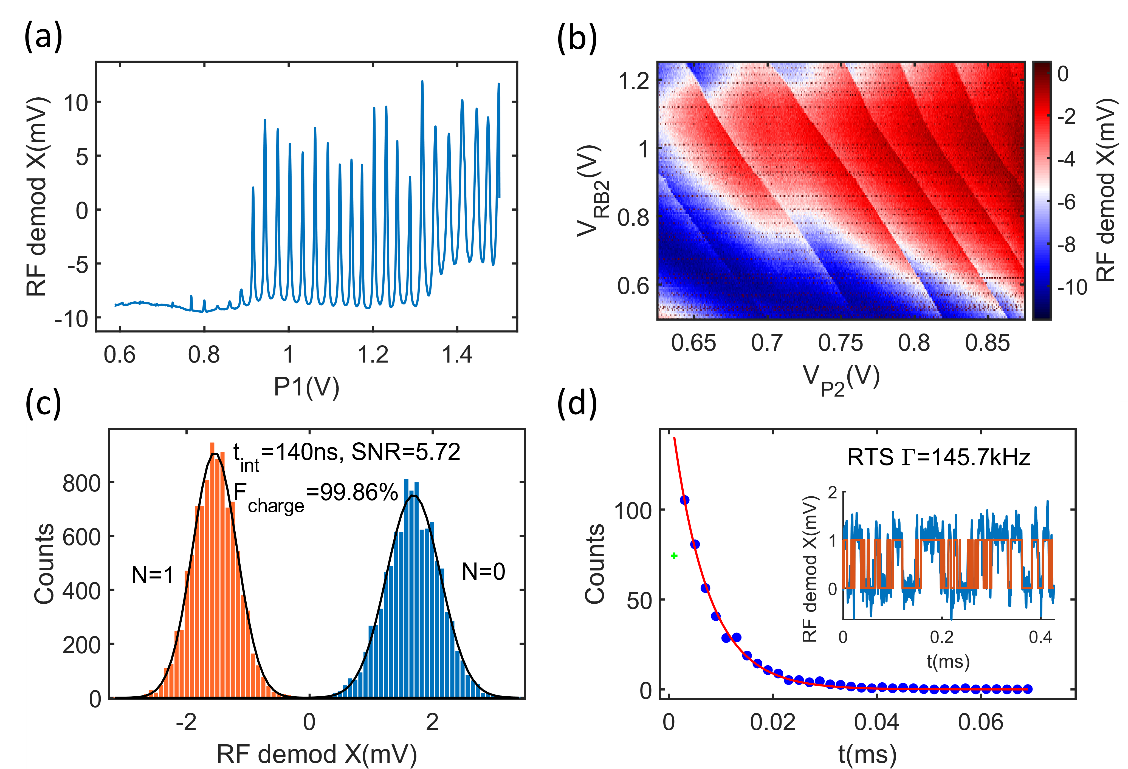 (a)
10
5
0
-5
-10
RF demod X(mV)
0.6 0.8 1 1.2 1.4
P1(V)
(b)
1.2
1
0.8
0.6
V_RB2(V)
0.65 0.7 0.75 0.8 0.85
V_P2(V)
0
-2
-4
-6
-8
-10
RF demod X(mV)
(c)
t_int=140ns, SNR=5.72
F_charge=99.86%
N=1
N=0
800
600
400
200
0
Counts
-2 0 2
RF demod X(mV)
(d)
RTS Γ=145.7kHz
100
50
0
Counts
0 0.02 0.04 0.06
t(ms)
2
1
0
RF demod X(mV)
0 0.2 0.4
t(ms)